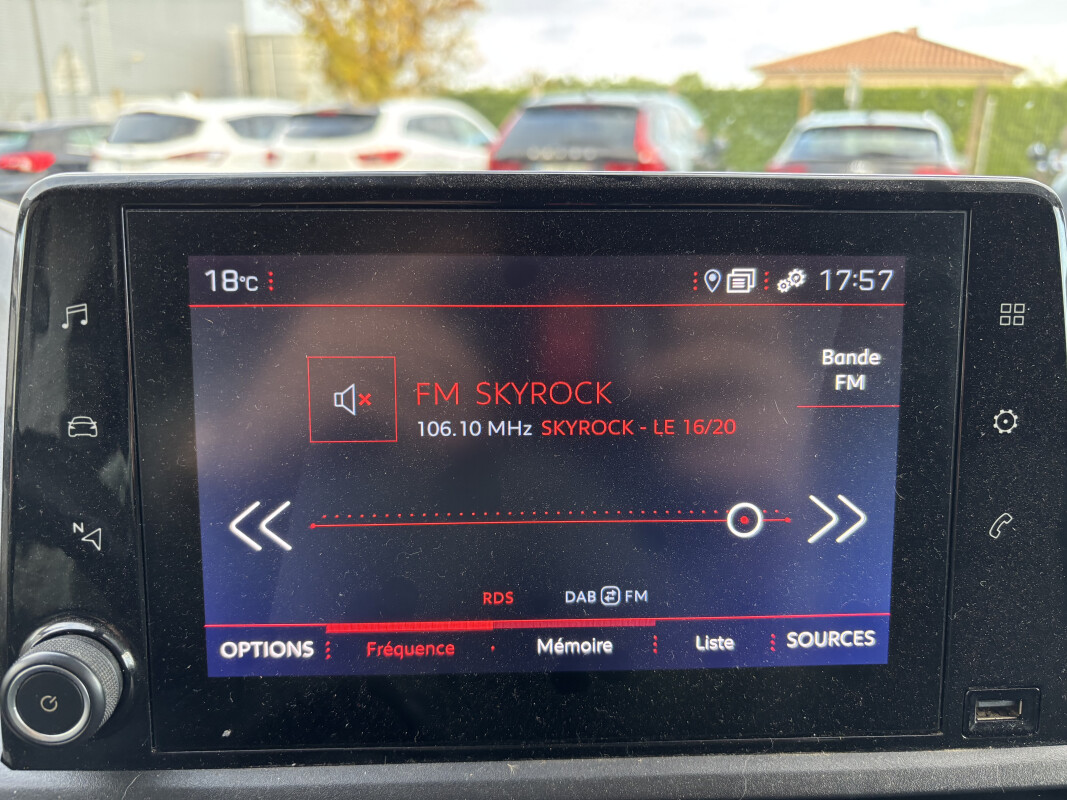 18°C
17:57
Bande
FM
FM SKYROCK
106.10 MHz SKYROCK - LE 16/20
N
RDS
DAB FM
OPTIONS Fréquence Mémoire Liste SOURCES